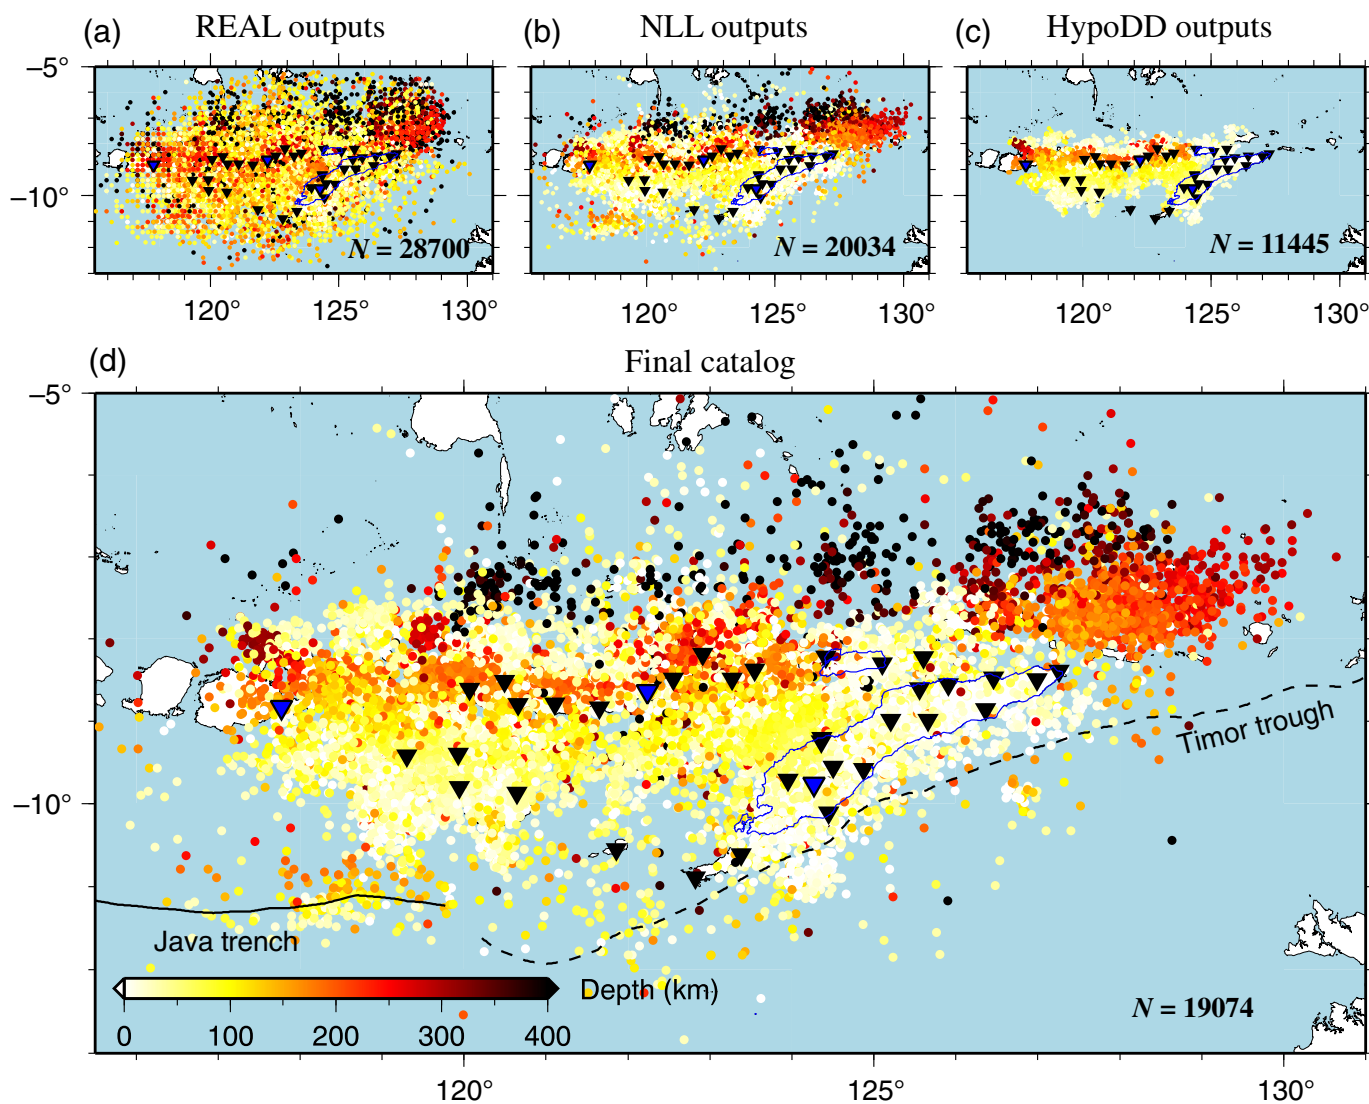 (a) REAL outputs
(b) NLL outputs
(c) HypoDD outputs
−5°
−10°
N = 28700
N = 20034
N = 11445
120° 125° 130°
120° 125° 130°
120° 125° 130°
(d) Final catalog
−5°
−10°
Timor trough
Java trench
Depth (km)
0 100 200 300 400
N = 19074
120° 125° 130°